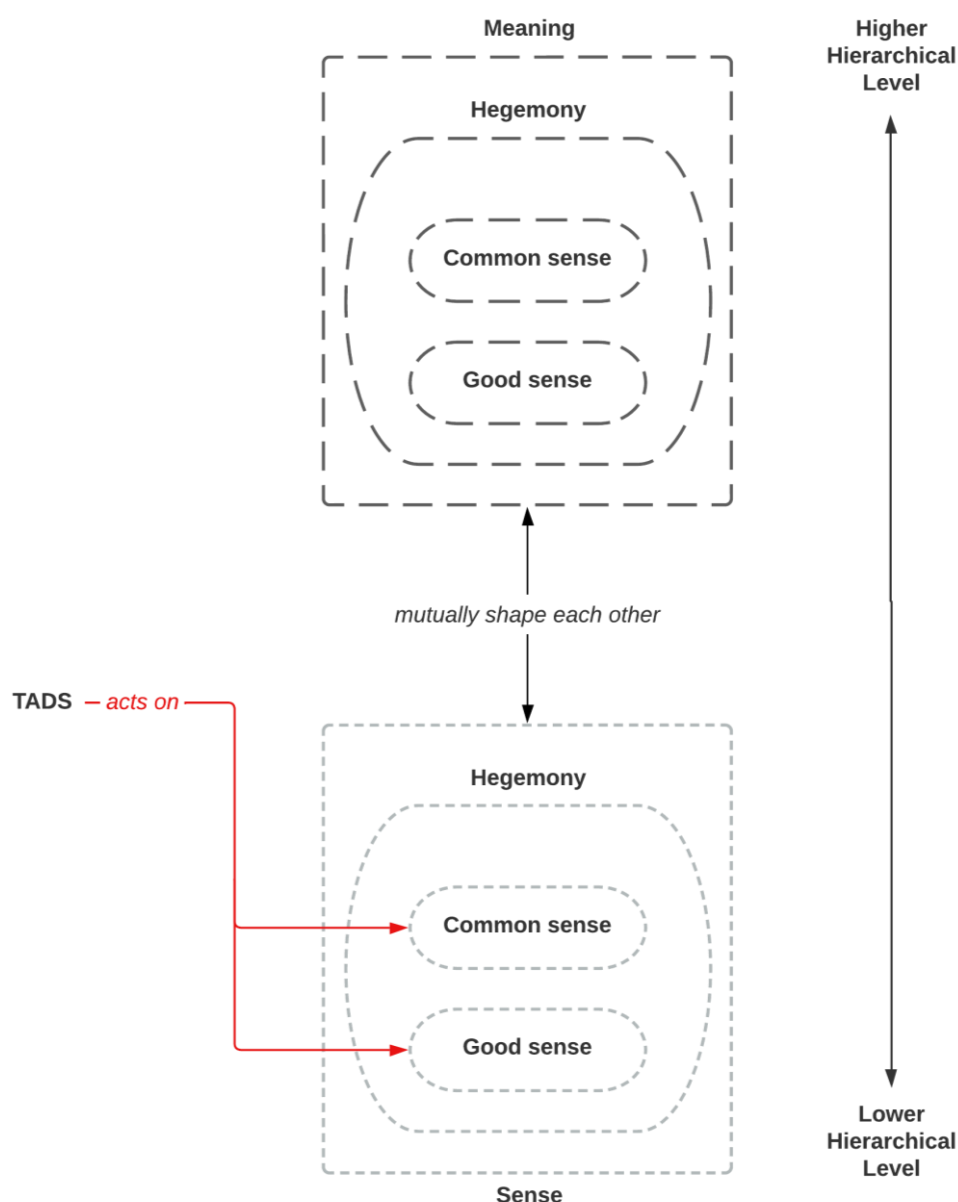 Meaning
Higher
Hierarchical
Level
Hegemony
Common sense
Good sense
mutually shape each other
TADS
acts on
Hegemony
Common sense
Good sense
Lower
Hierarchical
Level
Sense